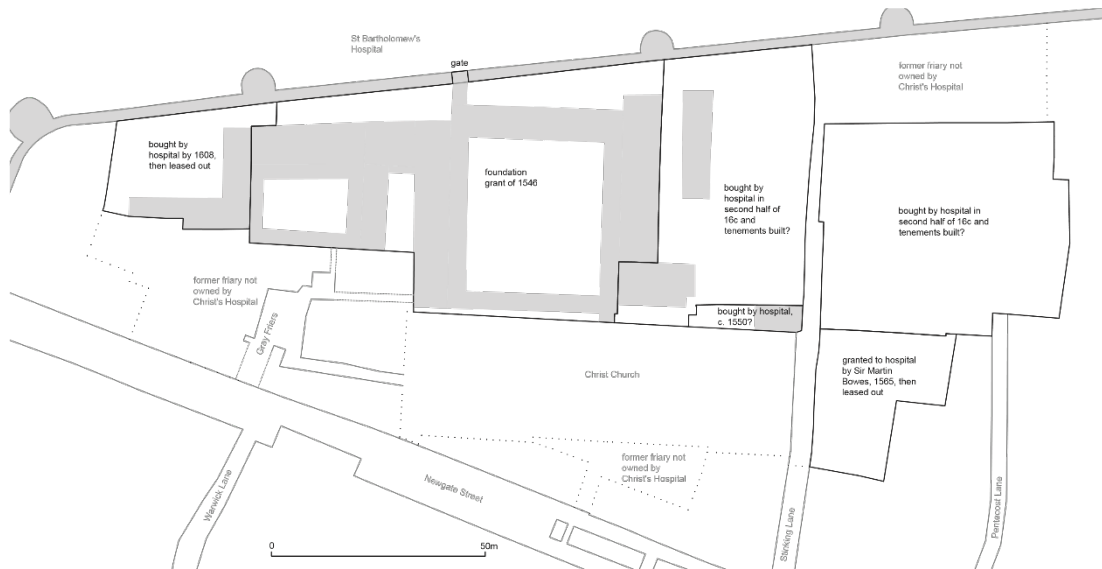 St Bartholomew's
Hospital
gate
former friary not
owned by
Christ's Hospital
bought by
hospital by 1608,
then leased out
foundation
grant of 1546
bought by
hospital in
second half of
16c and
tenements built?
bought by hospital in
second half of 16c and
tenements built?
former friary not
owned by
Christ's Hospital
Gray Friers
bought by hospital,
c. 1550?
Christ Church
granted to hospital
by Sir Martin
Bowes, 1565, then
leased out
former friary not
owned by
Christ's Hospital
Warwick Lane
Newgate Street
Stinking Lane
Pentecost Lane
0
50m